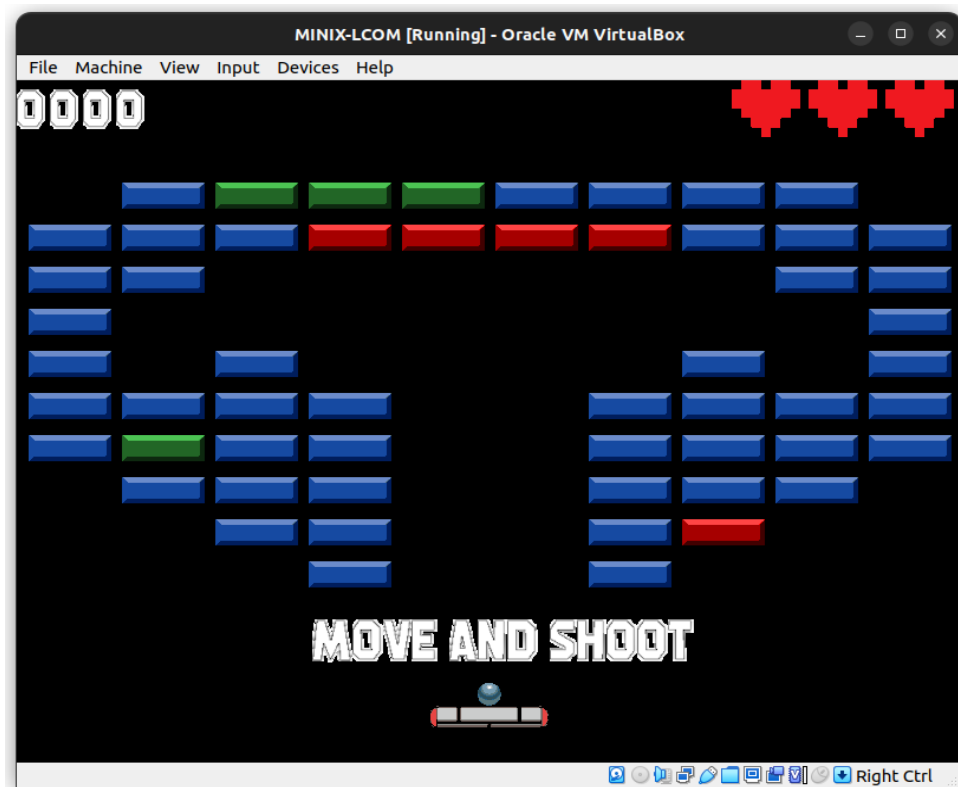 MINIX-LCOM [Running] - Oracle VM VirtualBox
File Machine View Input Devices Help
0000
MOVE AND SHOOT
Right Ctrl